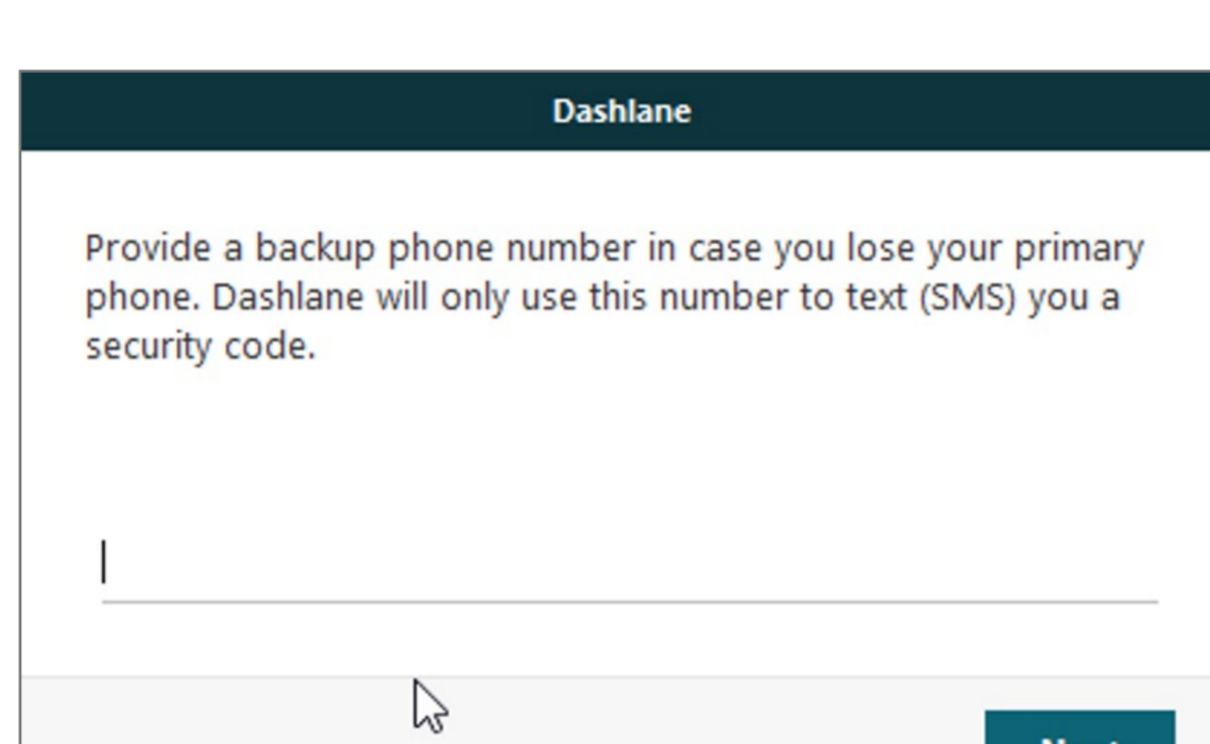 Dashlane
Provide a backup phone number in case you lose your primary
phone. Dashlane will only use this number to text (SMS) you a
security code.